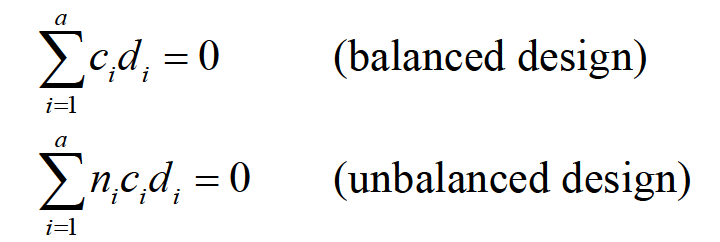 ∑_{i=1}^{a} c_i d_i = 0 (balanced design)
∑_{i=1}^{a} n_i c_i d_i = 0 (unbalanced design)